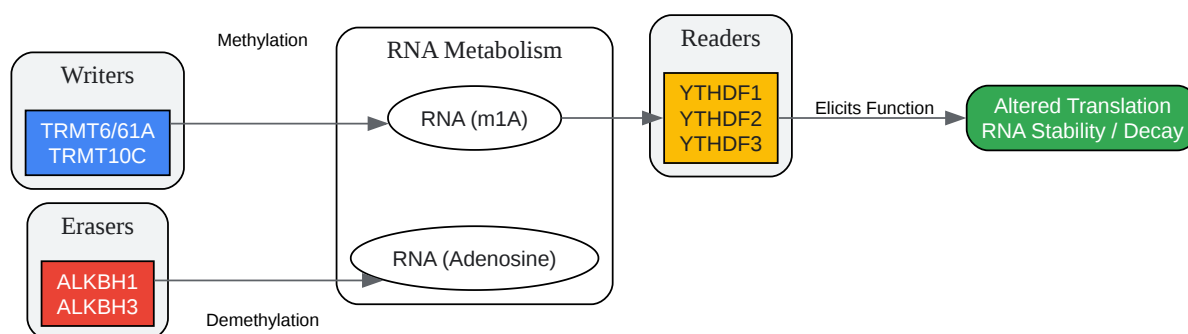 Methylation
Writers
TRMT6/61A
TRMT10C
RNA Metabolism
RNA (m1A)
Readers
YTHDF1
YTHDF2
YTHDF3
Elicits Function
Altered Translation
RNA Stability / Decay
Erasers
ALKBH1
ALKBH3
RNA (Adenosine)
Demethylation